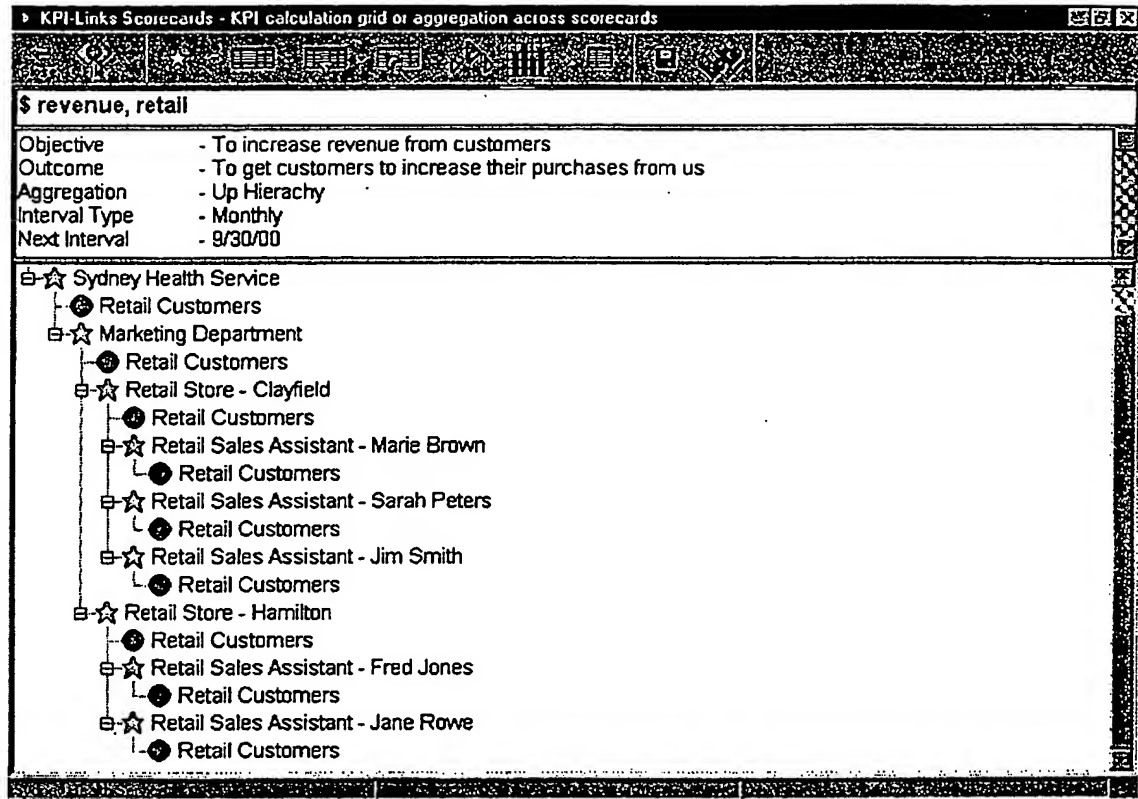 KPI-Links Scorecards - KPI calculation grid or aggregation across scorecards
$ revenue, retail
Objective - To increase revenue from customers
Outcome - To get customers to increase their purchases from us
Aggregation - Up Hierachy
Interval Type - Monthly
Next Interval - 9/30/00
Sydney Health Service
Retail Customers
Marketing Department
Retail Customers
Retail Store - Clayfield
Retail Customers
Retail Sales Assistant - Marie Brown
Retail Customers
Retail Sales Assistant - Sarah Peters
Retail Customers
Retail Sales Assistant - Jim Smith
Retail Customers
Retail Store - Hamilton
Retail Customers
Retail Sales Assistant - Fred Jones
Retail Customers
Retail Sales Assistant - Jane Rowe
Retail Customers